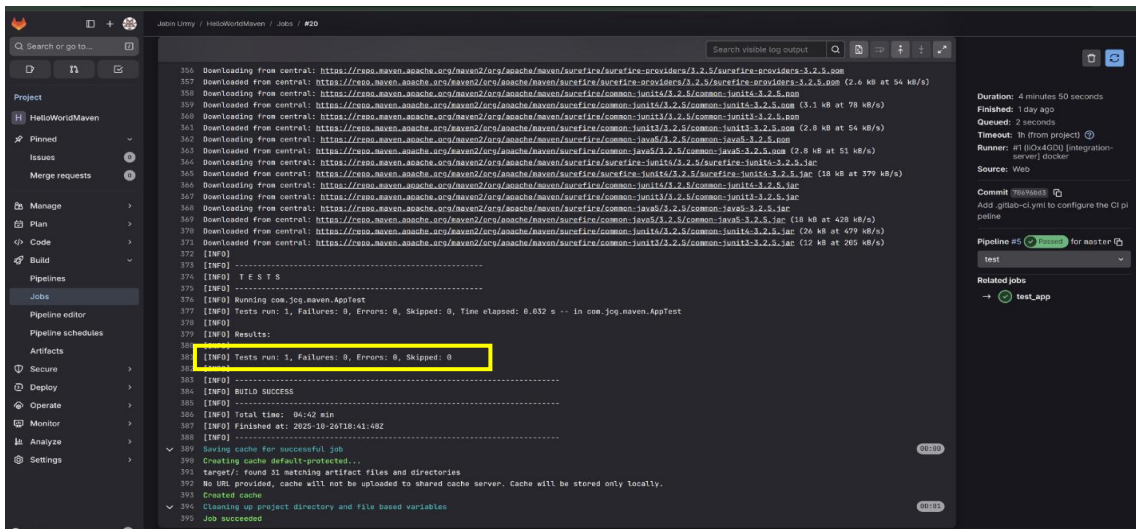 Jabin Urmy / HelloWorldMaven / Jobs / #20
Search or go to...
Project
H HelloWorldMaven
Pinned
Issues 0
Merge requests 0
Manage
Plan
Code
Build
Pipelines
Jobs
Pipeline editor
Pipeline schedules
Artifacts
Secure
Deploy
Operate
Monitor
Analyze
Settings
Search visible log output
356 Downloading from central: https://repo.maven.apache.org/maven2/org/apache/maven/surefire/surefire-providers/3.2.5/surefire-providers-3.2.5.pom
357 Downloaded from central: https://repo.maven.apache.org/maven2/org/apache/maven/surefire/surefire-providers/3.2.5/surefire-providers-3.2.5.pom (2.6 kB at 54 kB/s)
358 Downloading from central: https://repo.maven.apache.org/maven2/org/apache/maven/surefire/common-junit4/3.2.5/common-junit4-3.2.5.pom
359 Downloaded from central: https://repo.maven.apache.org/maven2/org/apache/maven/surefire/common-junit4/3.2.5/common-junit4-3.2.5.pom (3.1 kB at 78 kB/s)
360 Downloading from central: https://repo.maven.apache.org/maven2/org/apache/maven/surefire/common-junit3/3.2.5/common-junit3-3.2.5.pom
361 Downloaded from central: https://repo.maven.apache.org/maven2/org/apache/maven/surefire/common-junit3/3.2.5/common-junit3-3.2.5.pom (2.8 kB at 54 kB/s)
362 Downloading from central: https://repo.maven.apache.org/maven2/org/apache/maven/surefire/common-java5/3.2.5/common-java5-3.2.5.pom
363 Downloaded from central: https://repo.maven.apache.org/maven2/org/apache/maven/surefire/common-java5/3.2.5/common-java5-3.2.5.pom (2.8 kB at 51 kB/s)
364 Downloading from central: https://repo.maven.apache.org/maven2/org/apache/maven/surefire/surefire-junit4/3.2.5/surefire-junit4-3.2.5.jar
365 Downloaded from central: https://repo.maven.apache.org/maven2/org/apache/maven/surefire/surefire-junit4/3.2.5/surefire-junit4-3.2.5.jar (18 kB at 379 kB/s)
366 Downloading from central: https://repo.maven.apache.org/maven2/org/apache/maven/surefire/common-junit4/3.2.5/common-junit4-3.2.5.jar
367 Downloading from central: https://repo.maven.apache.org/maven2/org/apache/maven/surefire/common-junit3/3.2.5/common-junit3-3.2.5.jar
368 Downloading from central: https://repo.maven.apache.org/maven2/org/apache/maven/surefire/common-java5/3.2.5/common-java5-3.2.5.jar
369 Downloaded from central: https://repo.maven.apache.org/maven2/org/apache/maven/surefire/common-java5/3.2.5/common-java5-3.2.5.jar (18 kB at 428 kB/s)
370 Downloaded from central: https://repo.maven.apache.org/maven2/org/apache/maven/surefire/common-junit4/3.2.5/common-junit4-3.2.5.jar (26 kB at 479 kB/s)
371 Downloaded from central: https://repo.maven.apache.org/maven2/org/apache/maven/surefire/common-junit3/3.2.5/common-junit3-3.2.5.jar (12 kB at 205 kB/s)
372 [INFO]
373 [INFO] -------------------------------------------------------
374 [INFO]  T E S T S
375 [INFO] -------------------------------------------------------
376 [INFO] Running com.jcg.maven.AppTest
377 [INFO] Tests run: 1, Failures: 0, Errors: 0, Skipped: 0, Time elapsed: 0.032 s -- in com.jcg.maven.AppTest
378 [INFO]
379 [INFO] Results:
380 [INFO]
381 [INFO] Tests run: 1, Failures: 0, Errors: 0, Skipped: 0
382 [INFO]
383 [INFO] ------------------------------------------------------------------------
384 [INFO] BUILD SUCCESS
385 [INFO] ------------------------------------------------------------------------
386 [INFO] Total time:  04:42 min
387 [INFO] Finished at: 2025-10-26T18:41:48Z
388 [INFO] ------------------------------------------------------------------------
389 Saving cache for successful job 00:00
390 Creating cache default-protected...
391 target/: found 31 matching artifact files and directories
392 No URL provided, cache will not be uploaded to shared cache server. Cache will be stored only locally.
393 Created cache
394 Cleaning up project directory and file based variables 00:01
395 Job succeeded
Duration: 4 minutes 50 seconds
Finished: 1 day ago
Queued: 2 seconds
Timeout: 1h (from project)
Runner: #1 (liOx4GDI) [integration-
server] docker
Source: Web
Commit 78696bd3
Add .gitlab-ci.yml to configure the CI pi
peline
Pipeline #5 Passed for master
test
Related jobs
→ test_app